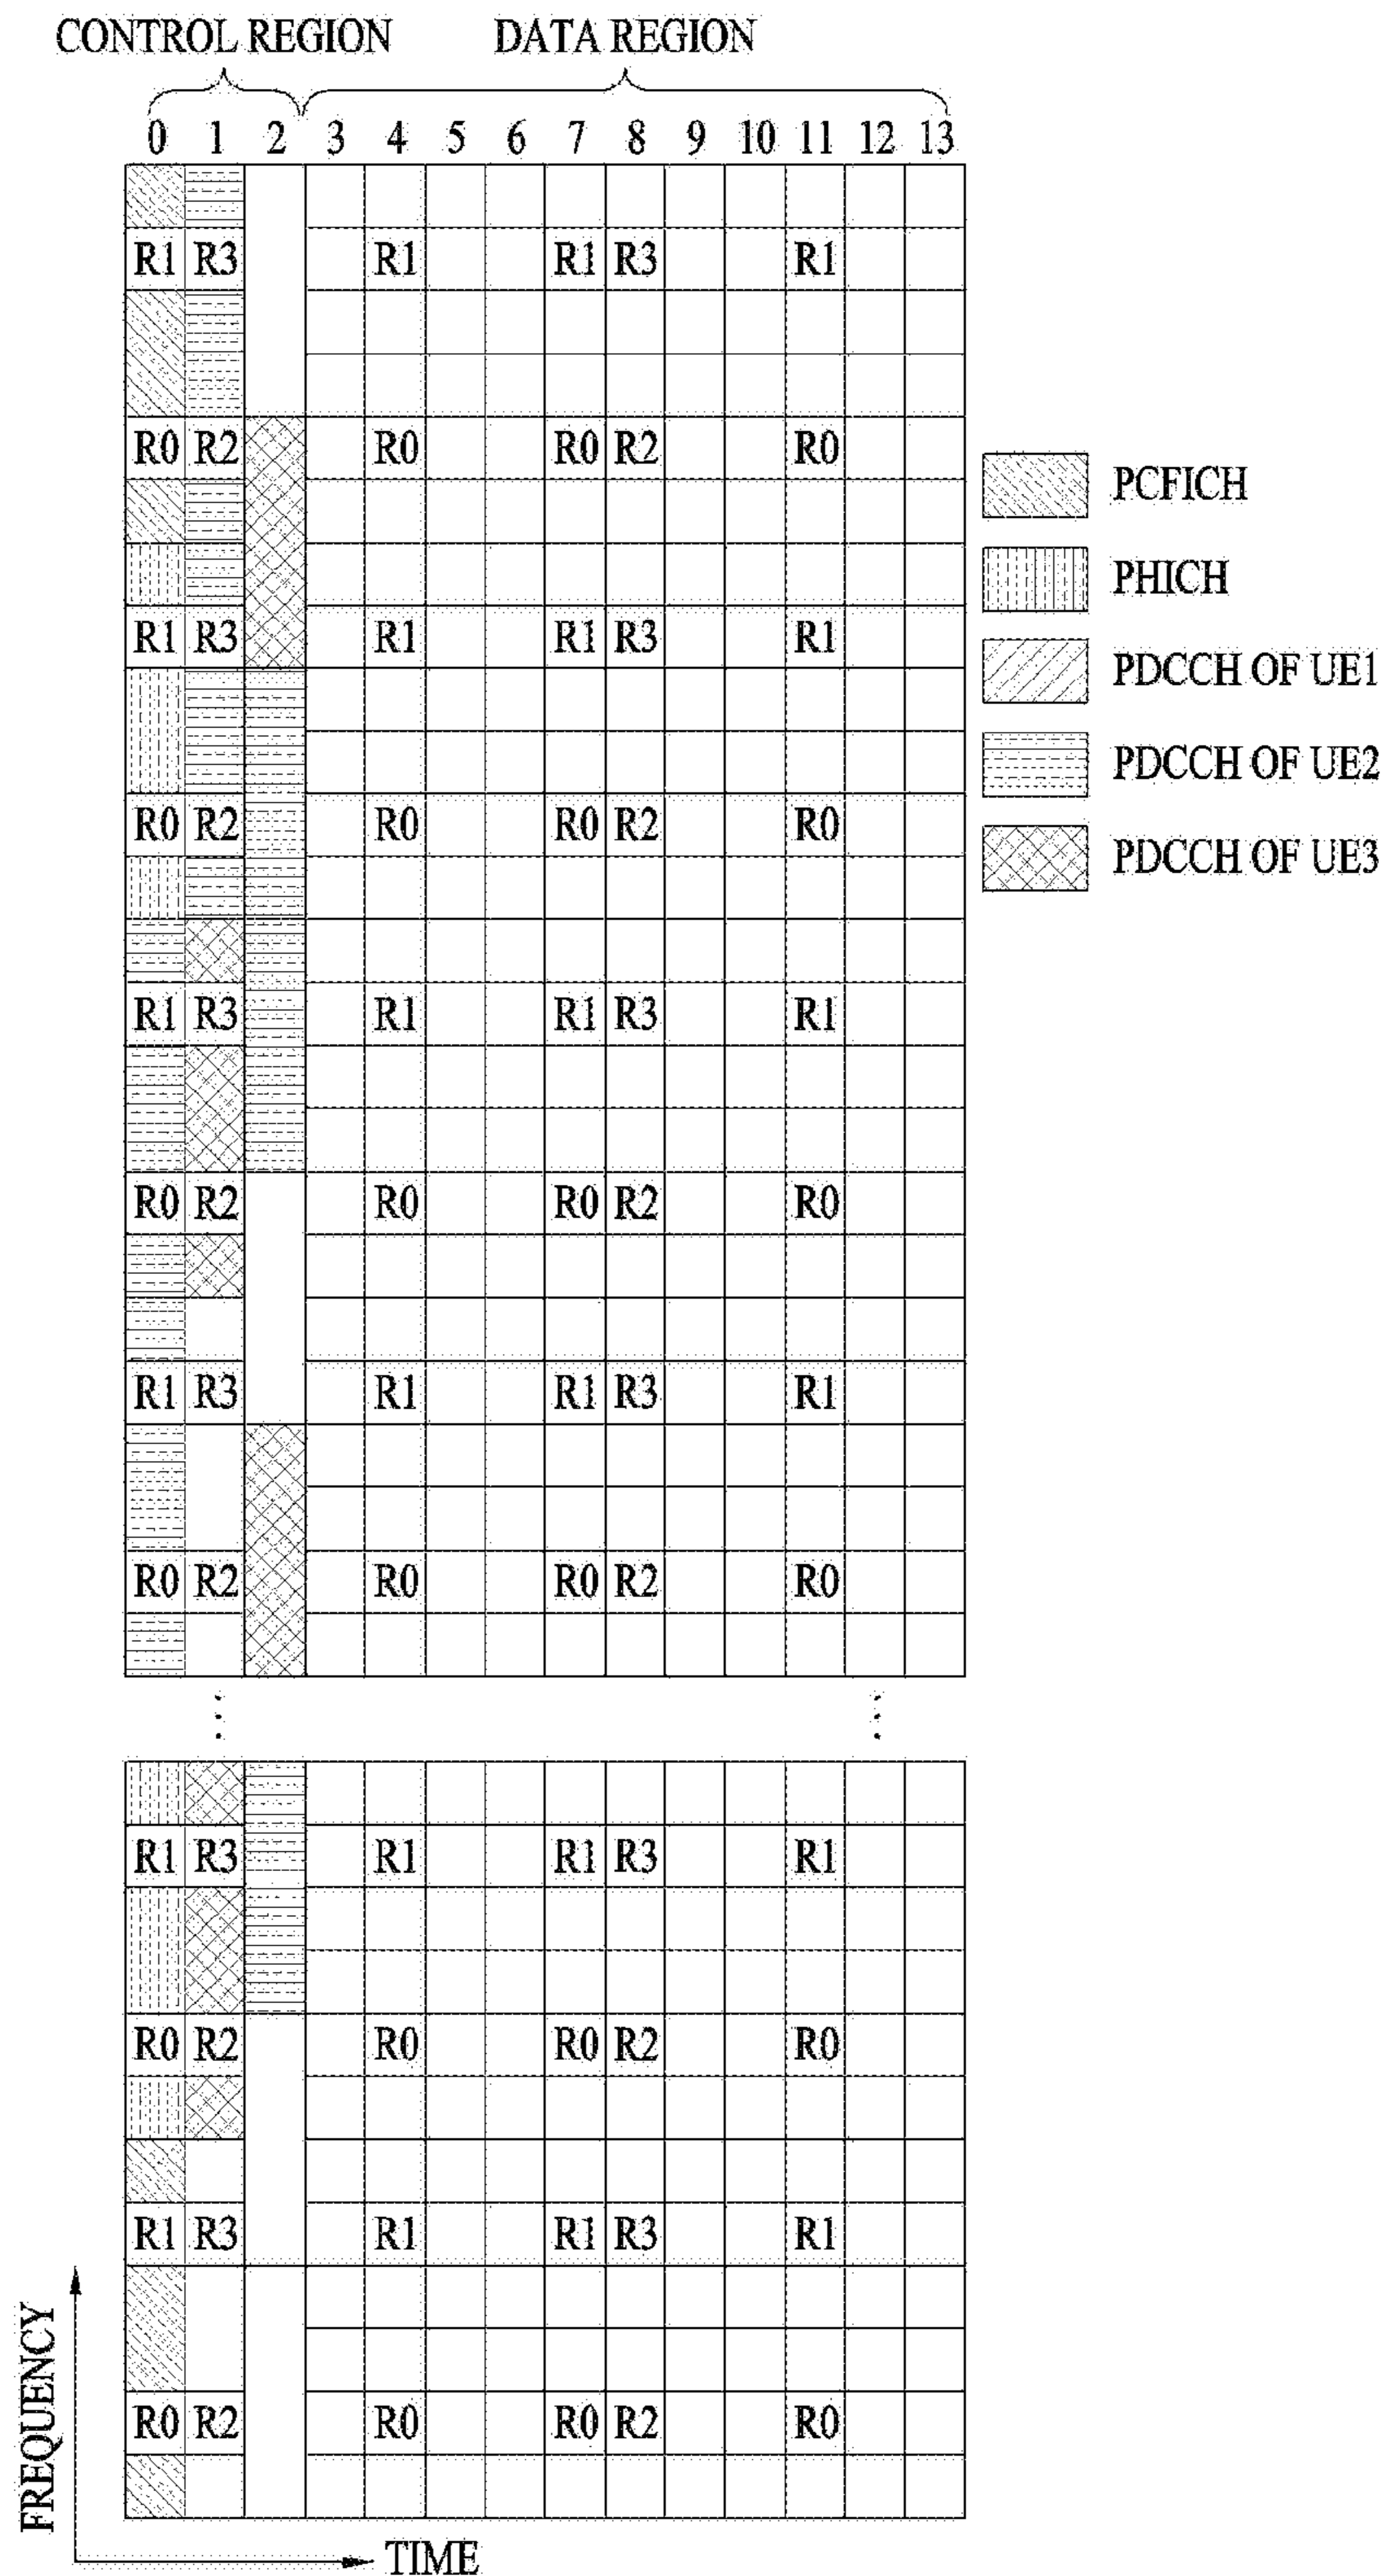 CONTROL REGION DATA REGION
0 1 2 3 4 5 6 7 8 9 10 11 12 13
R1 R3 R1 R1 R3 R1
R0 R2 R0 R0 R2 R0
PCFICH
PHICH
R1 R3 R1 R1 R3 R1
PDCCH OF UE1
PDCCH OF UE2
R0 R2 R0 R0 R2 R0
PDCCH OF UE3
R1 R3 R1 R1 R3 R1
R0 R2 R0 R0 R2 R0
R1 R3 R1 R1 R3 R1
R0 R2 R0 R0 R2 R0
R1 R3 R1 R1 R3 R1
R0 R2 R0 R0 R2 R0
R1 R3 R1 R1 R3 R1
R0 R2 R0 R0 R2 R0
FREQUENCY
TIME